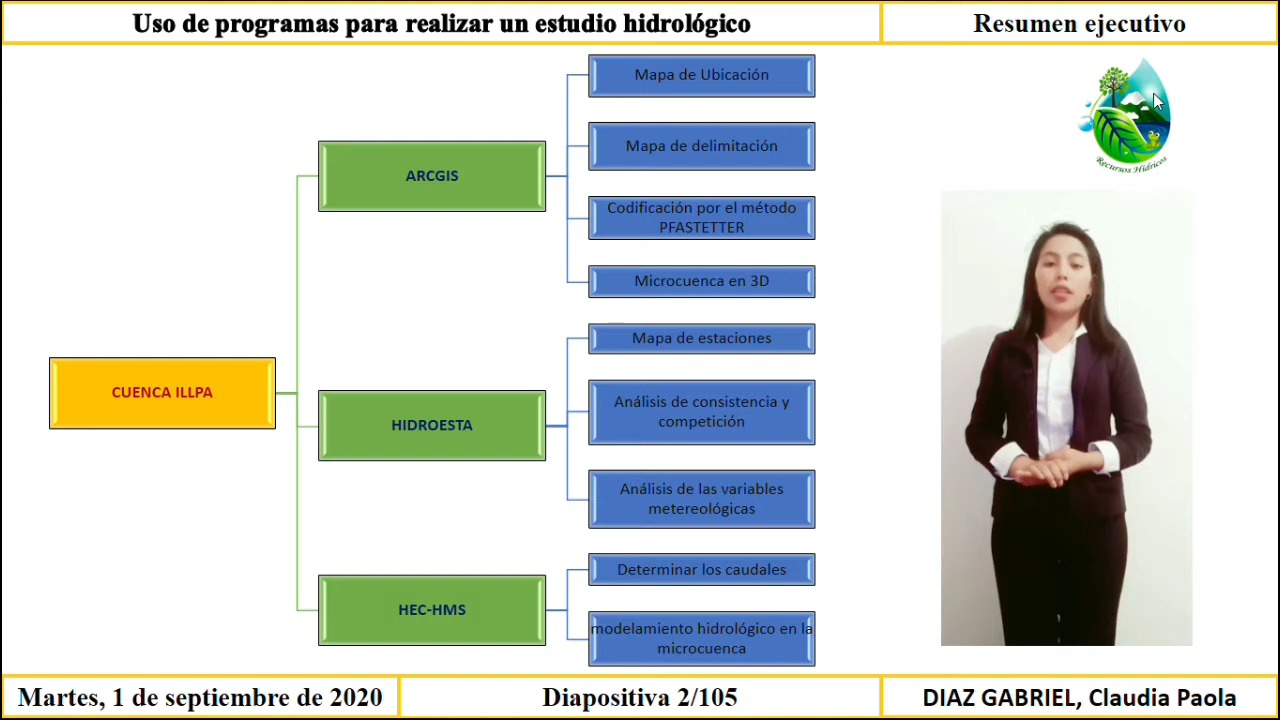 Uso de programas para realizar un estudio hidrológico
Resumen ejecutivo
Recursos Hídricos
CUENCA ILLPA
ARCGIS
Mapa de Ubicación
Mapa de delimitación
Codificación por el método
PFASTETTER
Microcuenca en 3D
HIDROESTA
Mapa de estaciones
Análisis de consistencia y
competición
Análisis de las variables
metereológicas
HEC-HMS
Determinar los caudales
modelamiento hidrológico en la
microcuenca
Martes, 1 de septiembre de 2020
Diapositiva 2/105
DIAZ GABRIEL, Claudia Paola